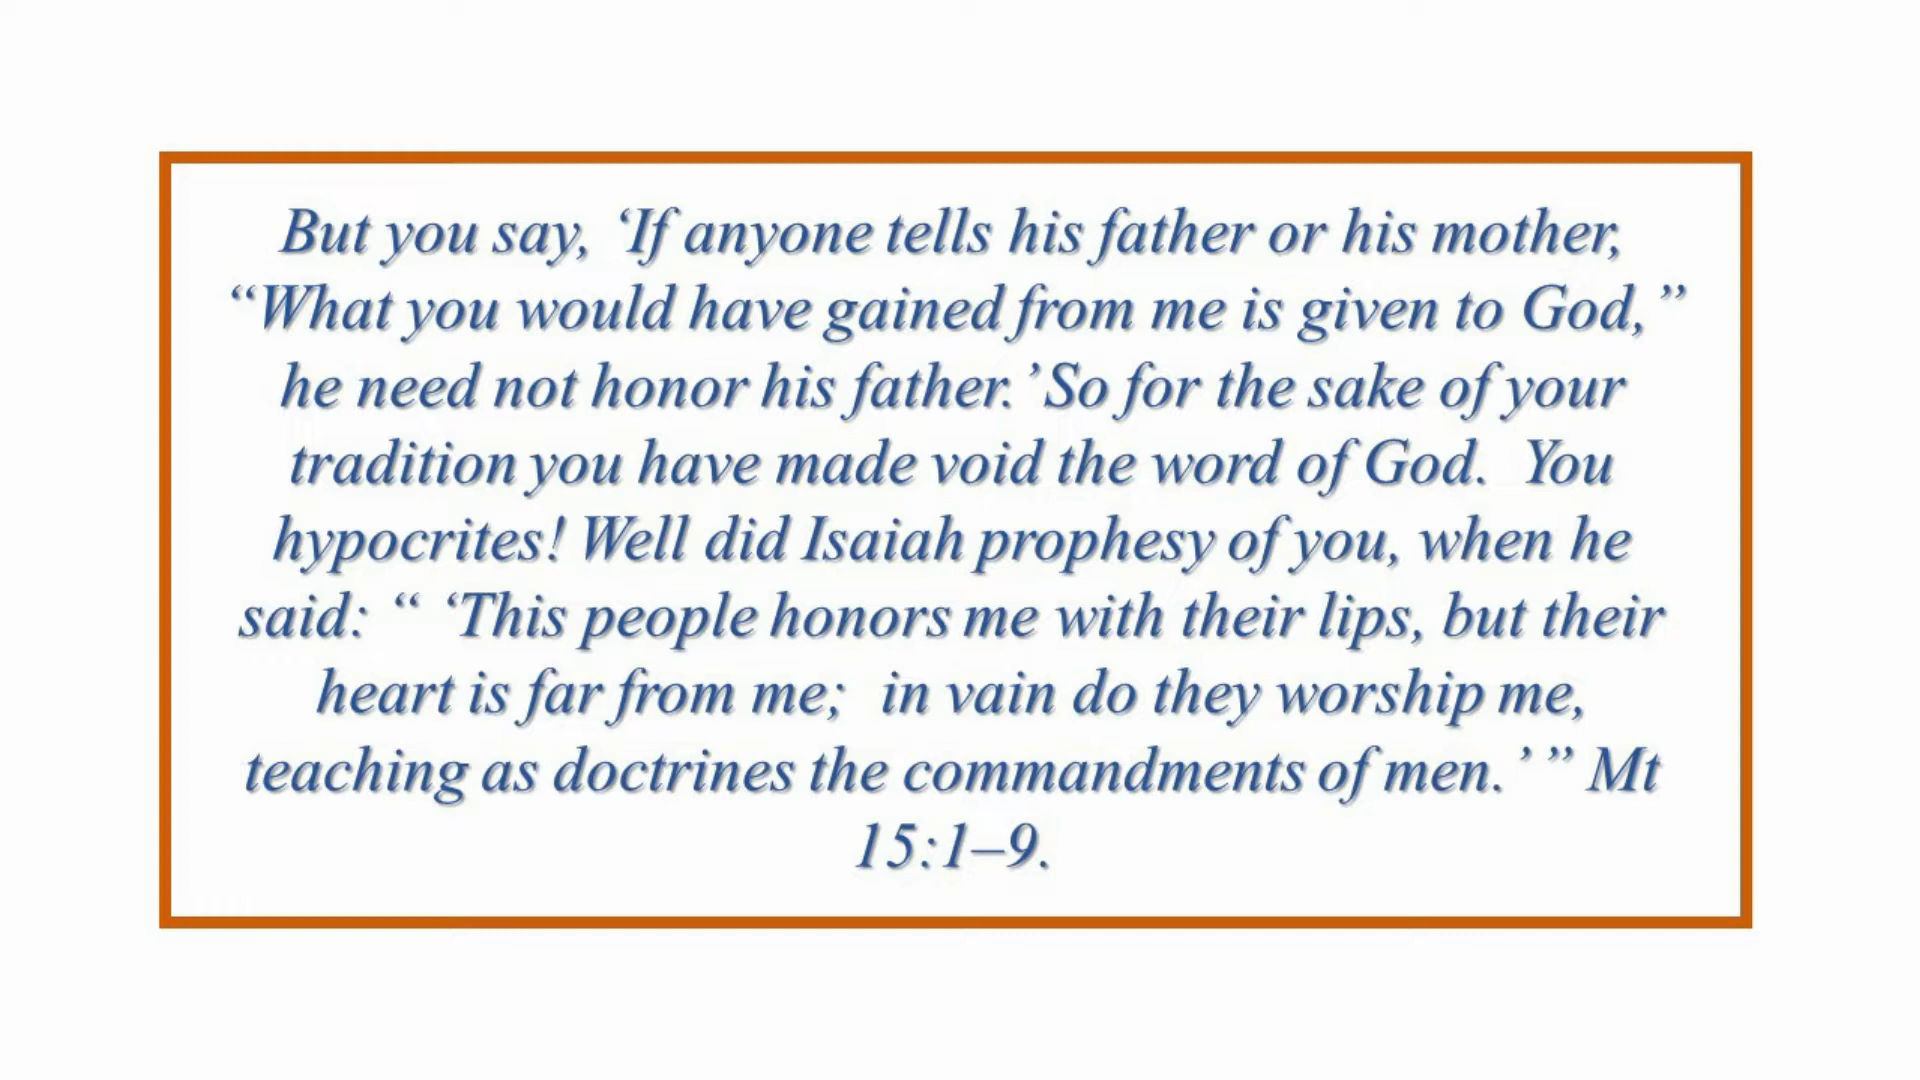 But you say, ‘If anyone tells his father or his mother,
“What you would have gained from me is given to God,”
he need not honor his father.’ So for the sake of your
tradition you have made void the word of God.  You
hypocrites! Well did Isaiah prophesy of you, when he
said: “ ‘This people honors me with their lips, but their
heart is far from me;  in vain do they worship me,
teaching as doctrines the commandments of men.’ ” Mt
15:1–9.